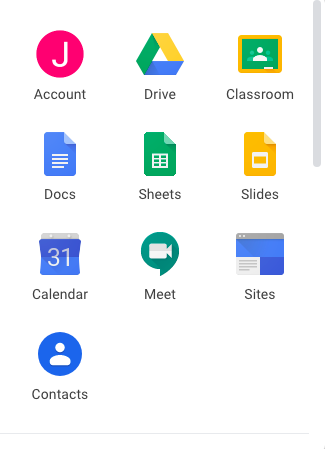 J
Account
Drive
Classroom
Docs
Sheets
Slides
31
Calendar
Meet
Sites
Contacts